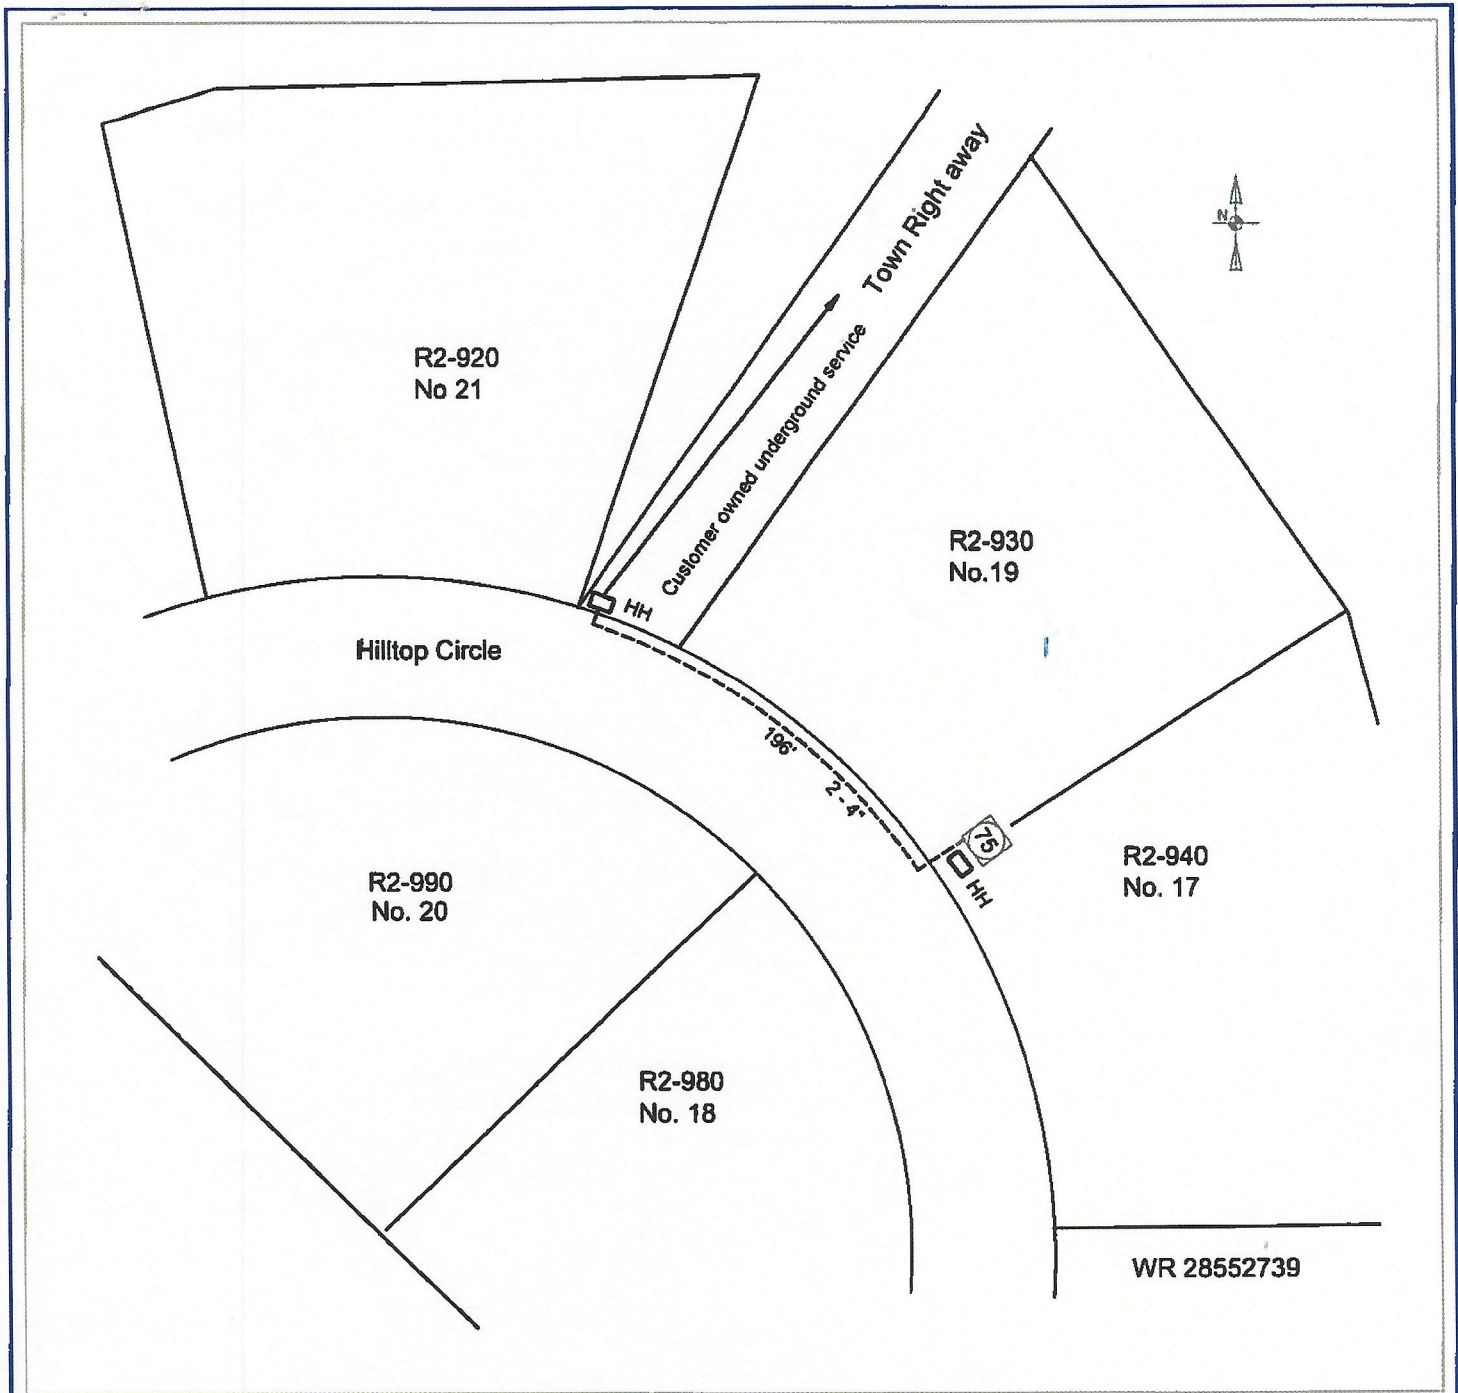 Town Right away
N
Customer owned underground service
R2-920
No 21
R2-930
No.19
HH
Hilltop Circle
196'
2 - 4"
75
HH
R2-940
No. 17
R2-990
No. 20
R2-980
No. 18
WR 28552739